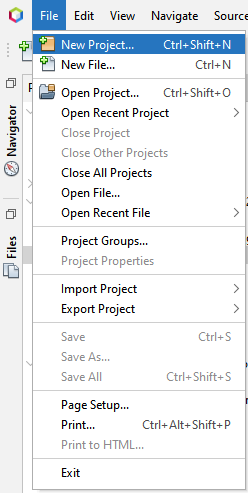 File Edit View Navigate Source
New Project... Ctrl+Shift+N
New File... Ctrl+N
Open Project... Ctrl+Shift+O
Open Recent Project
Close Project
Close Other Projects
Close All Projects
Open File...
Open Recent File
Project Groups...
Project Properties
Import Project
Export Project
Save Ctrl+S
Save As...
Save All Ctrl+Shift+S
Page Setup...
Print... Ctrl+Alt+Shift+P
Print to HTML...
Exit
Navigator
Files